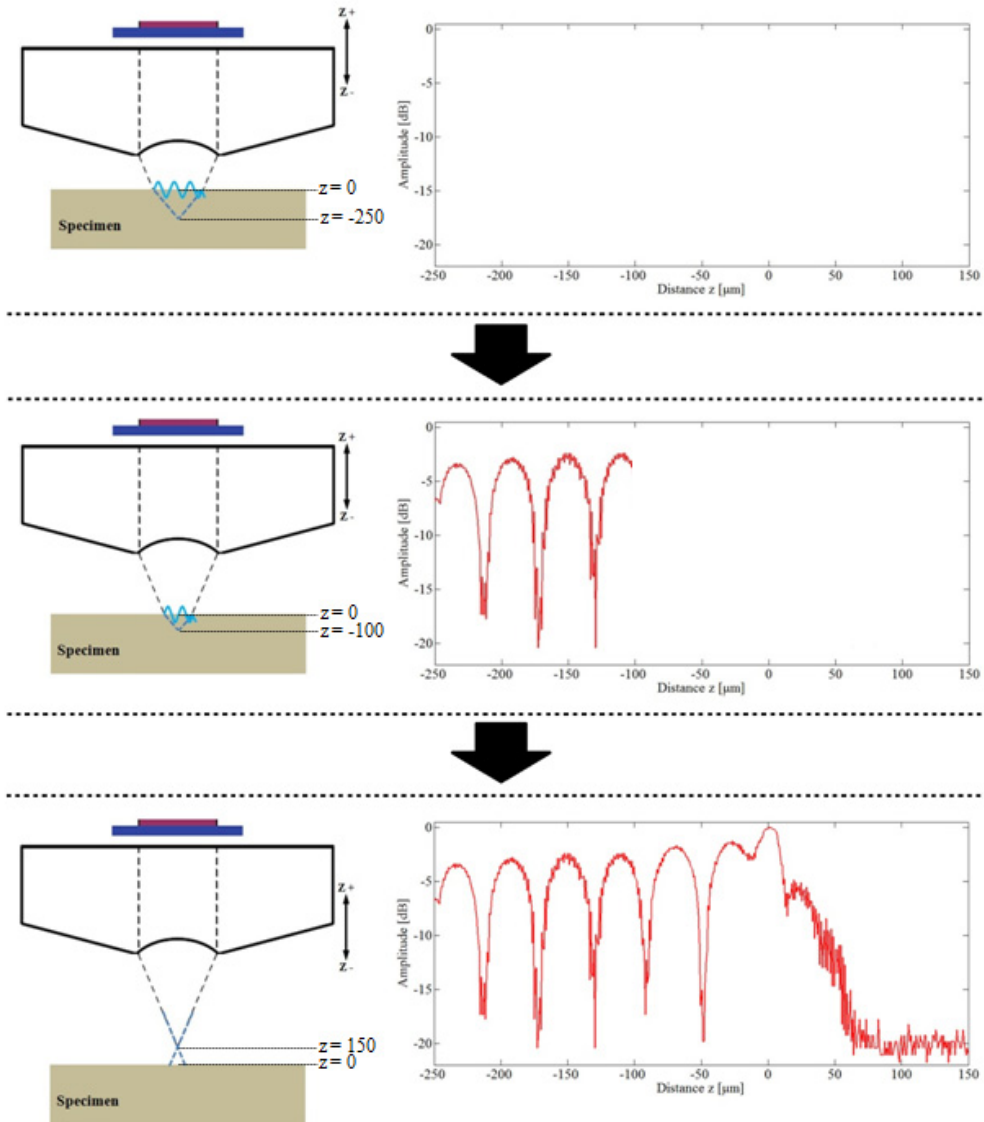 Z+
Z-
z = 0
z = -250
Specimen
0
-5
-10
-15
-20
Amplitude [dB]
-250 -200 -150 -100 -50 0 50 100 150
Distance z [µm]
Z+
Z-
z = 0
z = -100
Specimen
0
-5
-10
-15
-20
Amplitude [dB]
-250 -200 -150 -100 -50 0 50 100 150
Distance z [µm]
Z+
Z-
z = 150
z = 0
Specimen
0
-5
-10
-15
-20
Amplitude [dB]
-250 -200 -150 -100 -50 0 50 100 150
Distance z [µm]